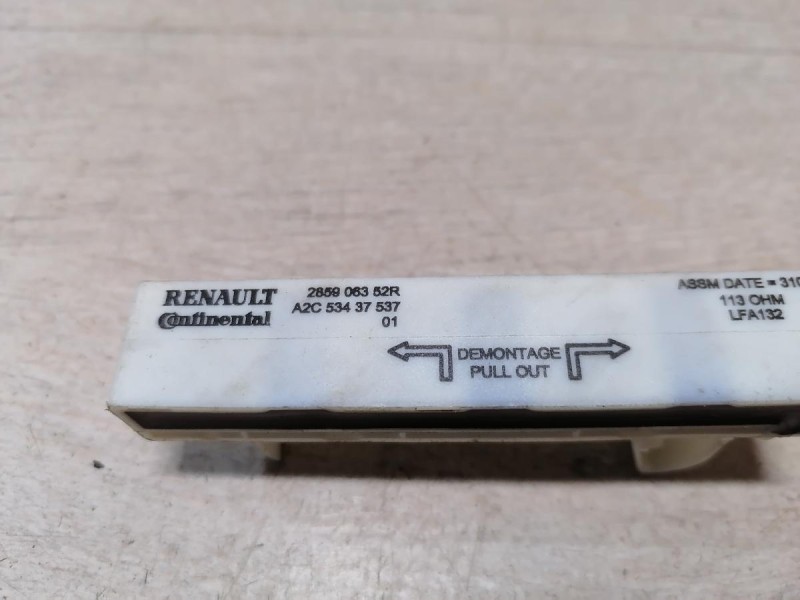 RENAULT
Continental
2859 063 52R
A2C 534 37 537
01
DEMONTAGE
PULL OUT
ASSM DATE = 310
113 OHM
LFA132